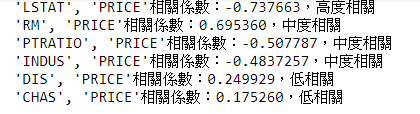 'LSTAT', 'PRICE'相關係數：-0.737663，高度相關
'RM', 'PRICE'相關係數：0.695360，中度相關
'PTRATIO', 'PRICE'相關係數：-0.507787，中度相關
'INDUS', 'PRICE'相關係數：-0.4837257，中度相關
'DIS', 'PRICE'相關係數：0.249929，低相關
'CHAS', 'PRICE'相關係數：0.175260，低相關